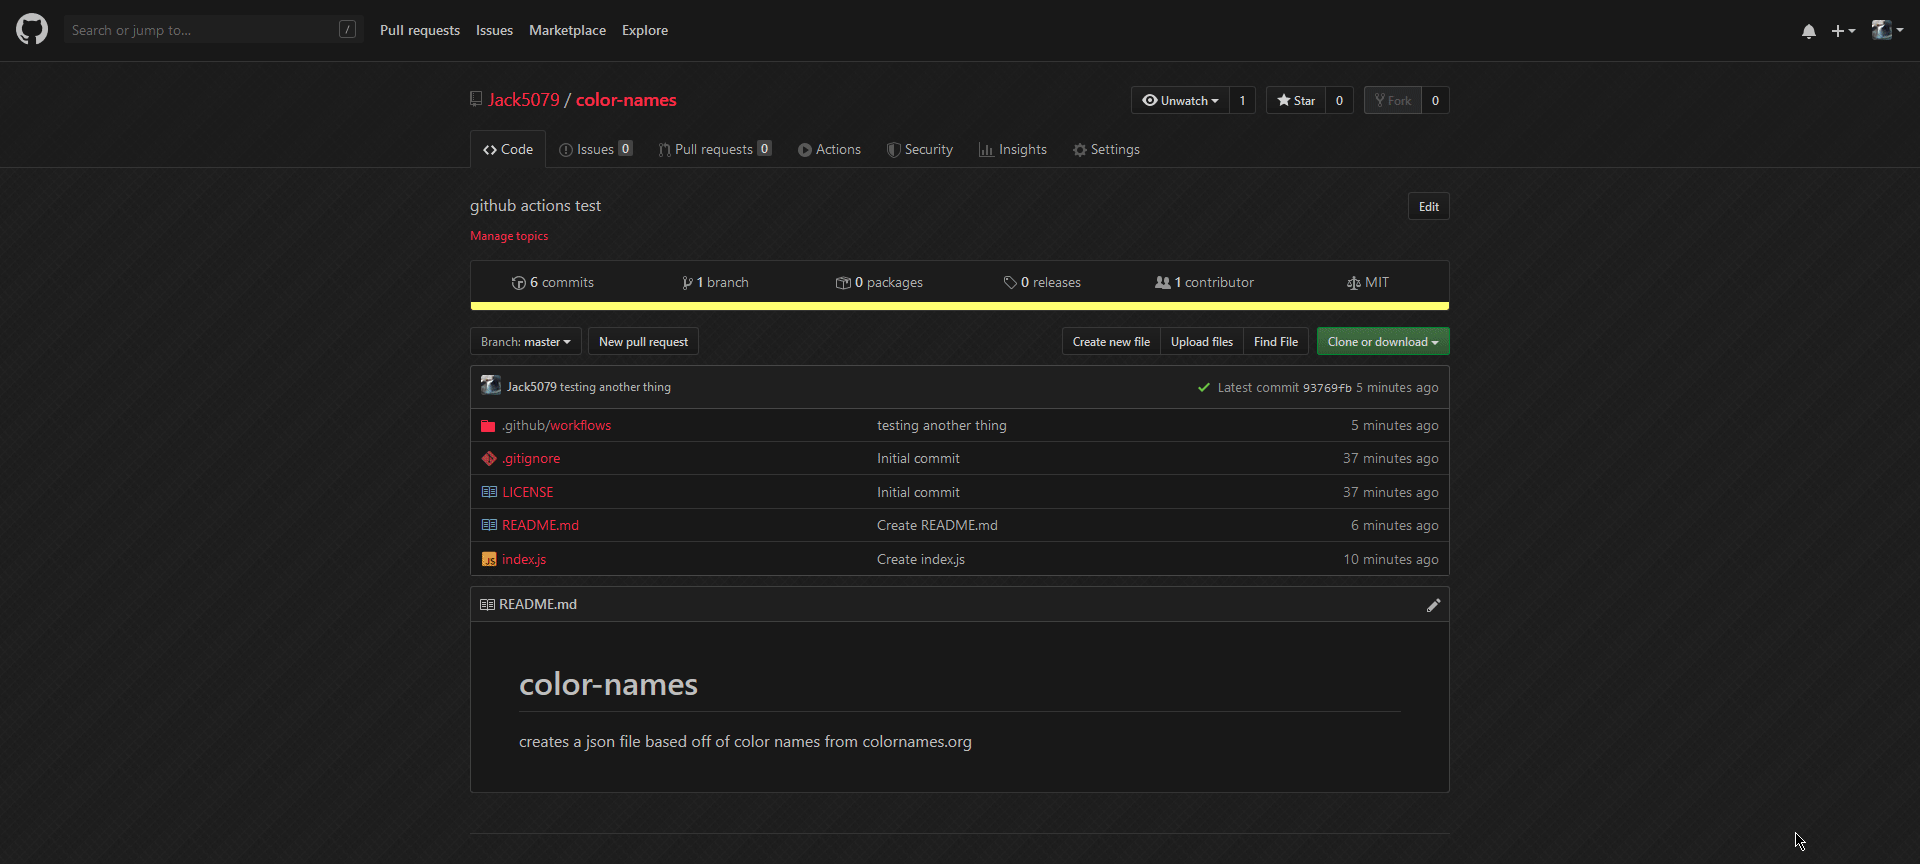 Search or jump to... /
Pull requests Issues Marketplace Explore
Jack5079 / color-names
Unwatch 1 Star 0 Fork 0
Code Issues 0 Pull requests 0 Actions Security Insights Settings
github actions test Edit
Manage topics
6 commits 1 branch 0 packages 0 releases 1 contributor MIT
Branch: master New pull request Create new file Upload files Find File Clone or download
Jack5079 testing another thing Latest commit 93769fb 5 minutes ago
.github/workflows testing another thing 5 minutes ago
.gitignore Initial commit 37 minutes ago
LICENSE Initial commit 37 minutes ago
README.md Create README.md 6 minutes ago
JS index.js Create index.js 10 minutes ago
README.md
color-names
creates a json file based off of color names from colornames.org